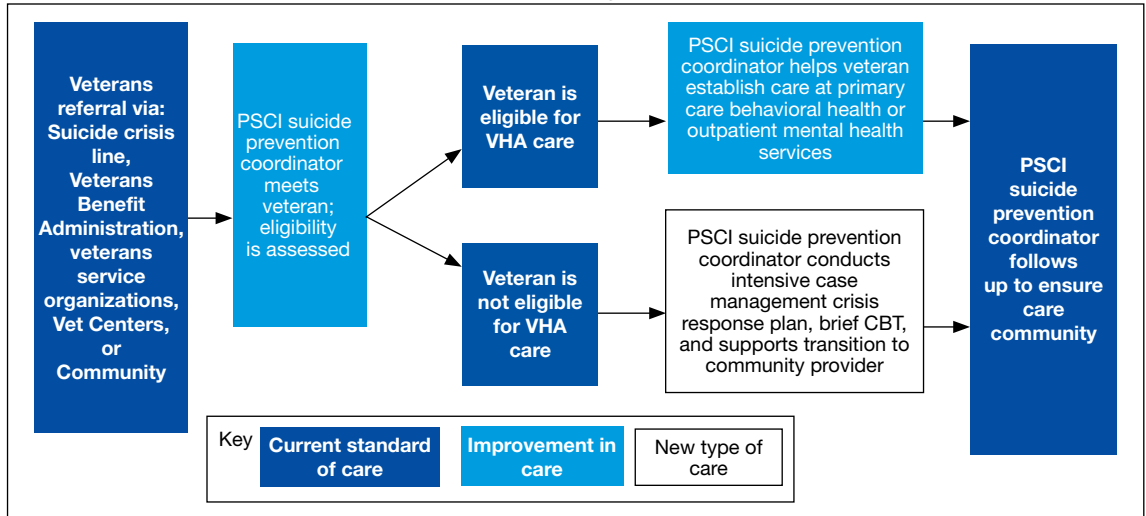 Veterans
referral via:
Suicide crisis
line,
Veterans
Benefit
Administration,
veterans
service
organizations,
Vet Centers,
or
Community
PSCI suicide
prevention
coordinator
meets
veteran;
eligibility
is assessed
Veteran is
eligible for
VHA care
PSCI suicide prevention
coordinator helps veteran
establish care at primary
care behavioral health or
outpatient mental health
services
Veteran is
not eligible
for VHA
care
PSCI suicide prevention
coordinator conducts
intensive case
management crisis
response plan, brief CBT,
and supports transition to
community provider
PSCI
suicide
prevention
coordinator
follows
up to ensure
care
community
Key
Current standard
of care
Improvement in
care
New type of
care